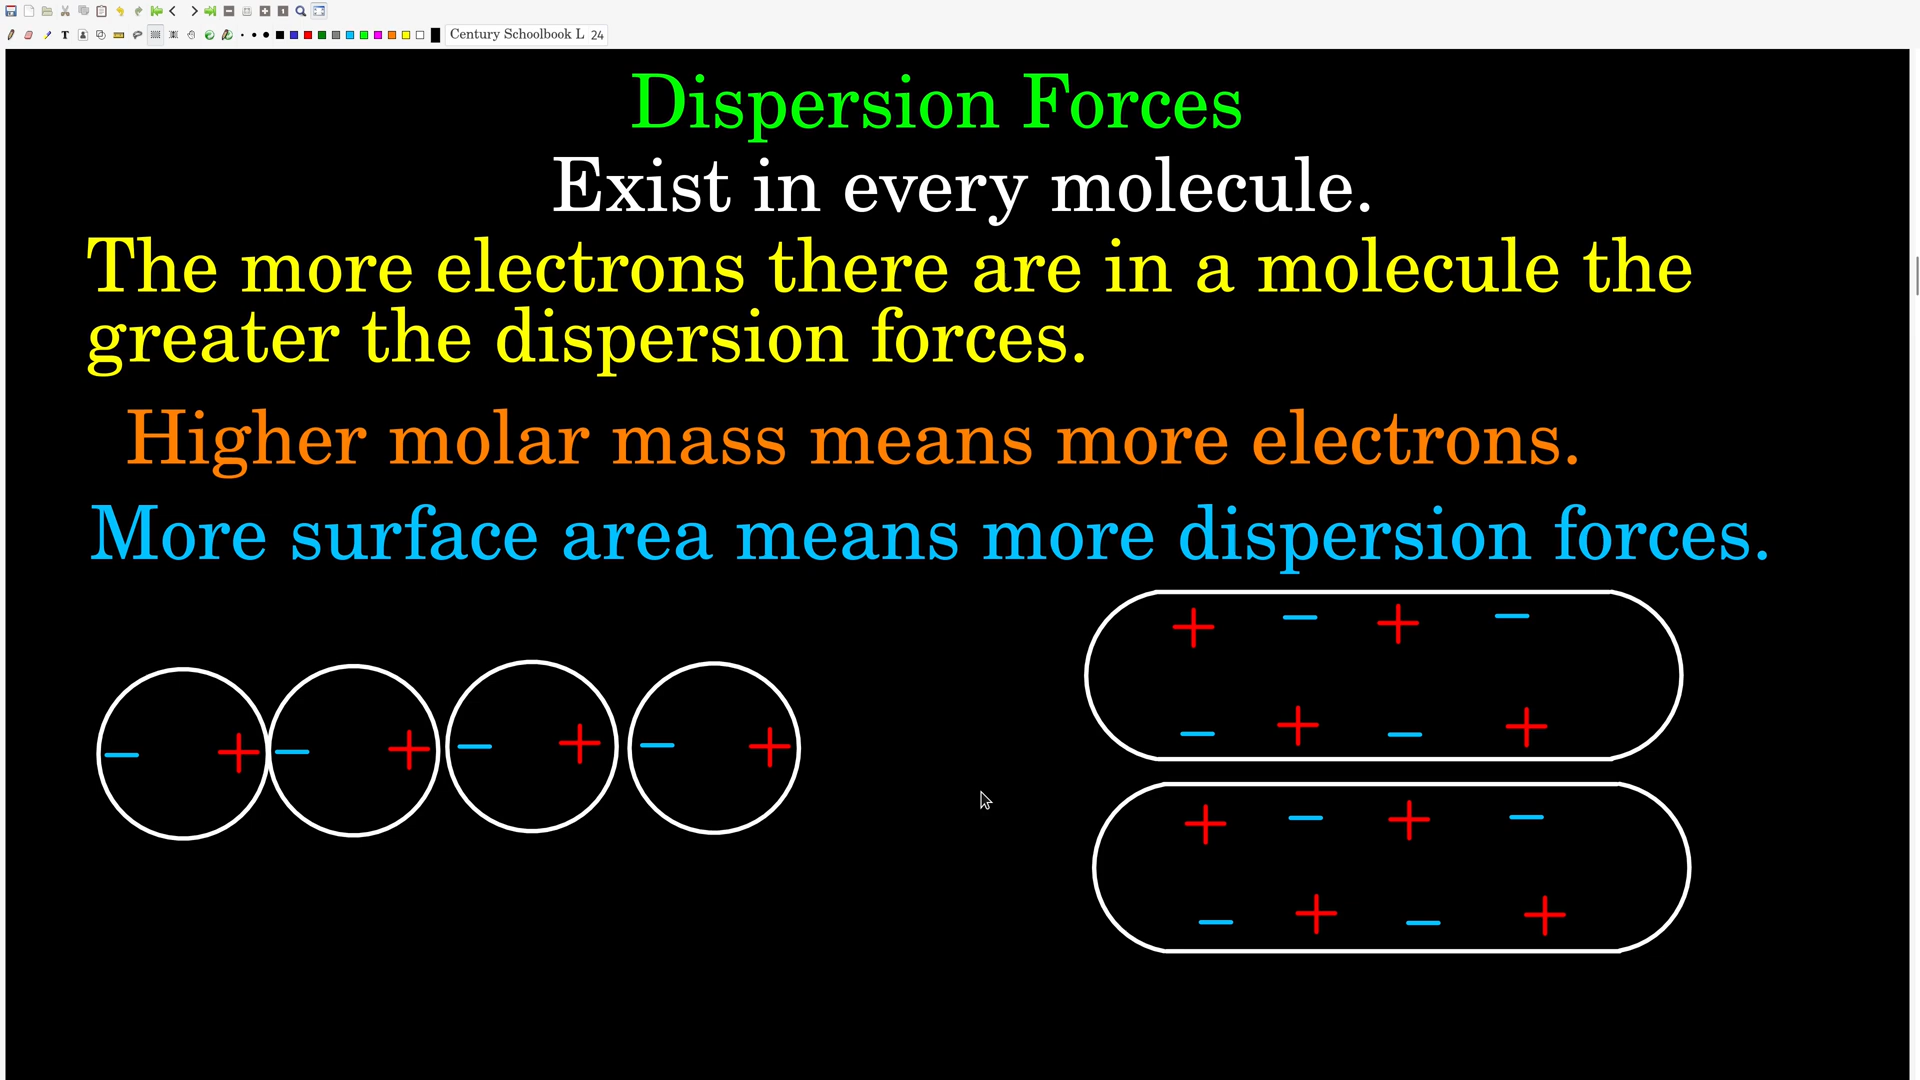 Century Schoolbook L 24
Dispersion Forces
Exist in every molecule.
The more electrons there are in a molecule the
greater the dispersion forces.
Higher molar mass means more electrons.
More surface area means more dispersion forces.
+ − + −
− + − + − + − +
− + − +
+ − + −
− + − +